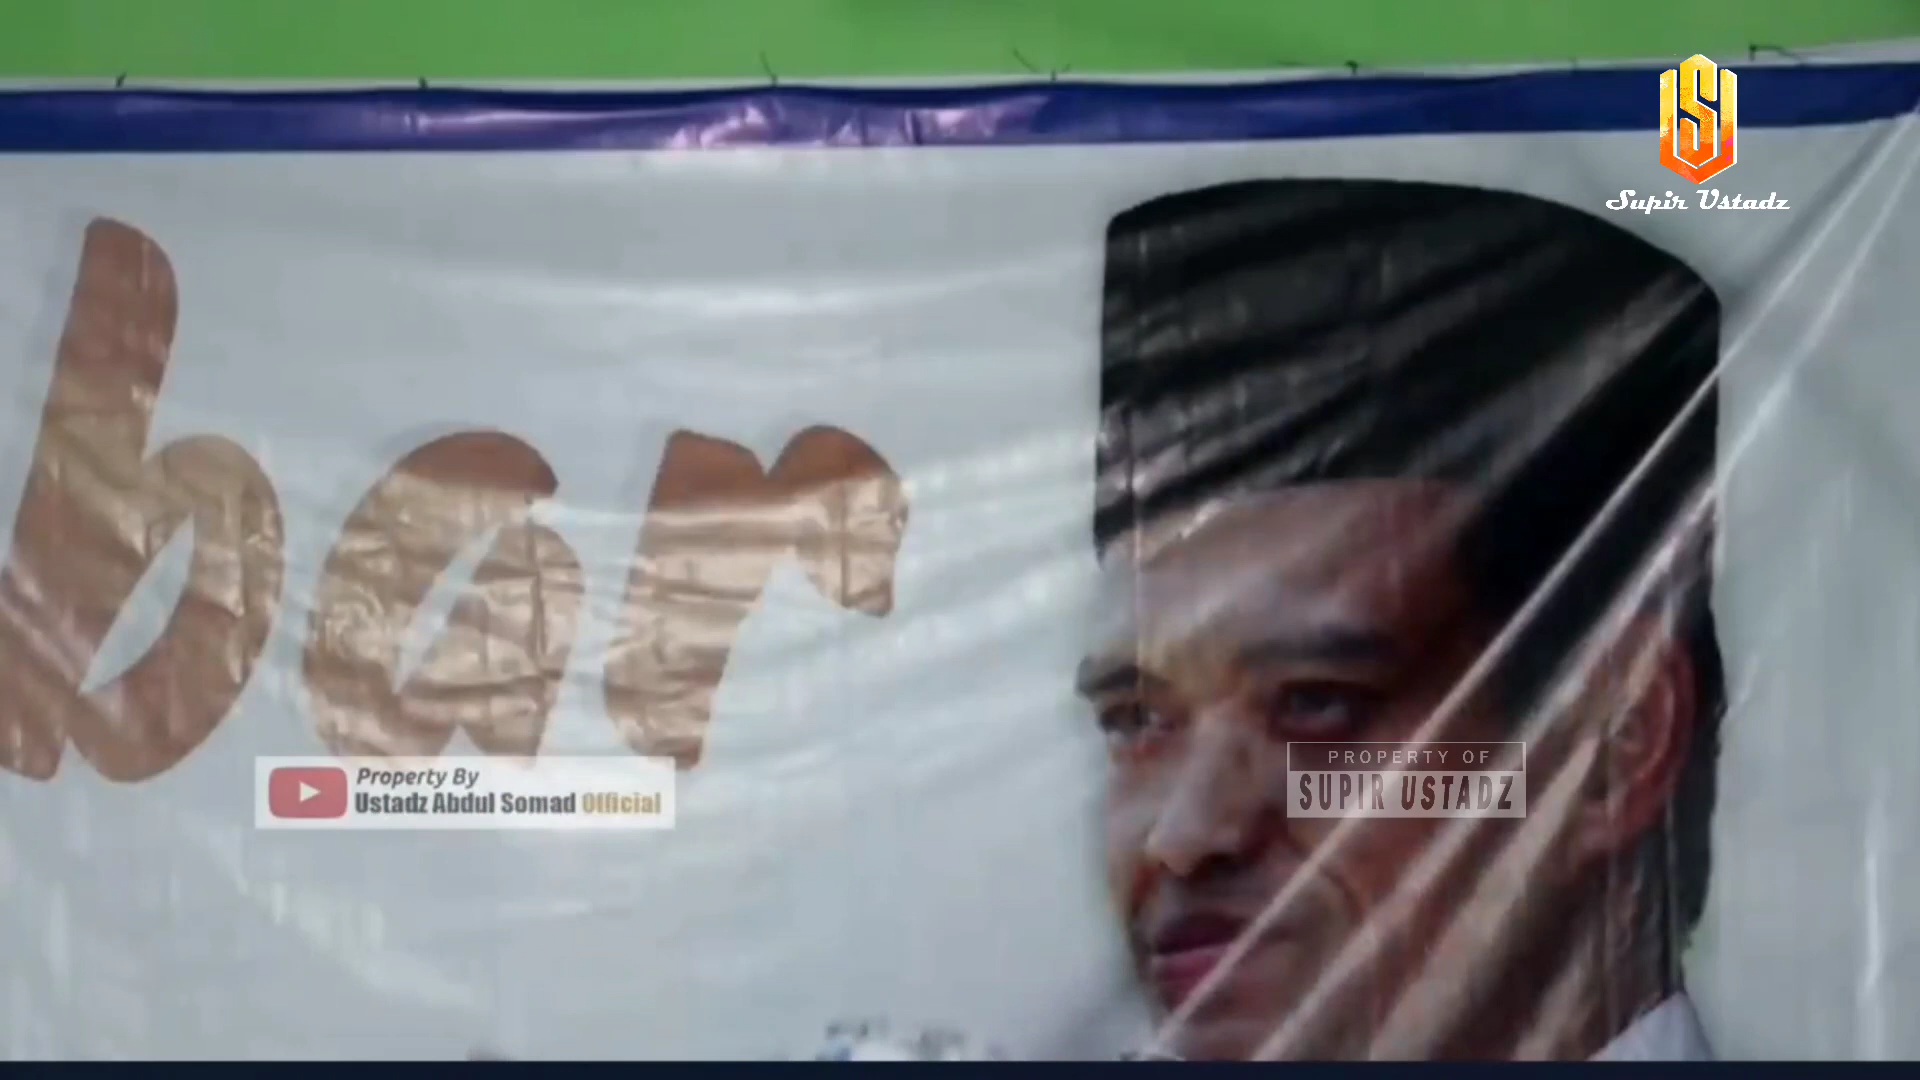 Supir Ustadz
bar
PROPERTY OF
SUPIR USTADZ
Property By
Ustadz Abdul Somad Official